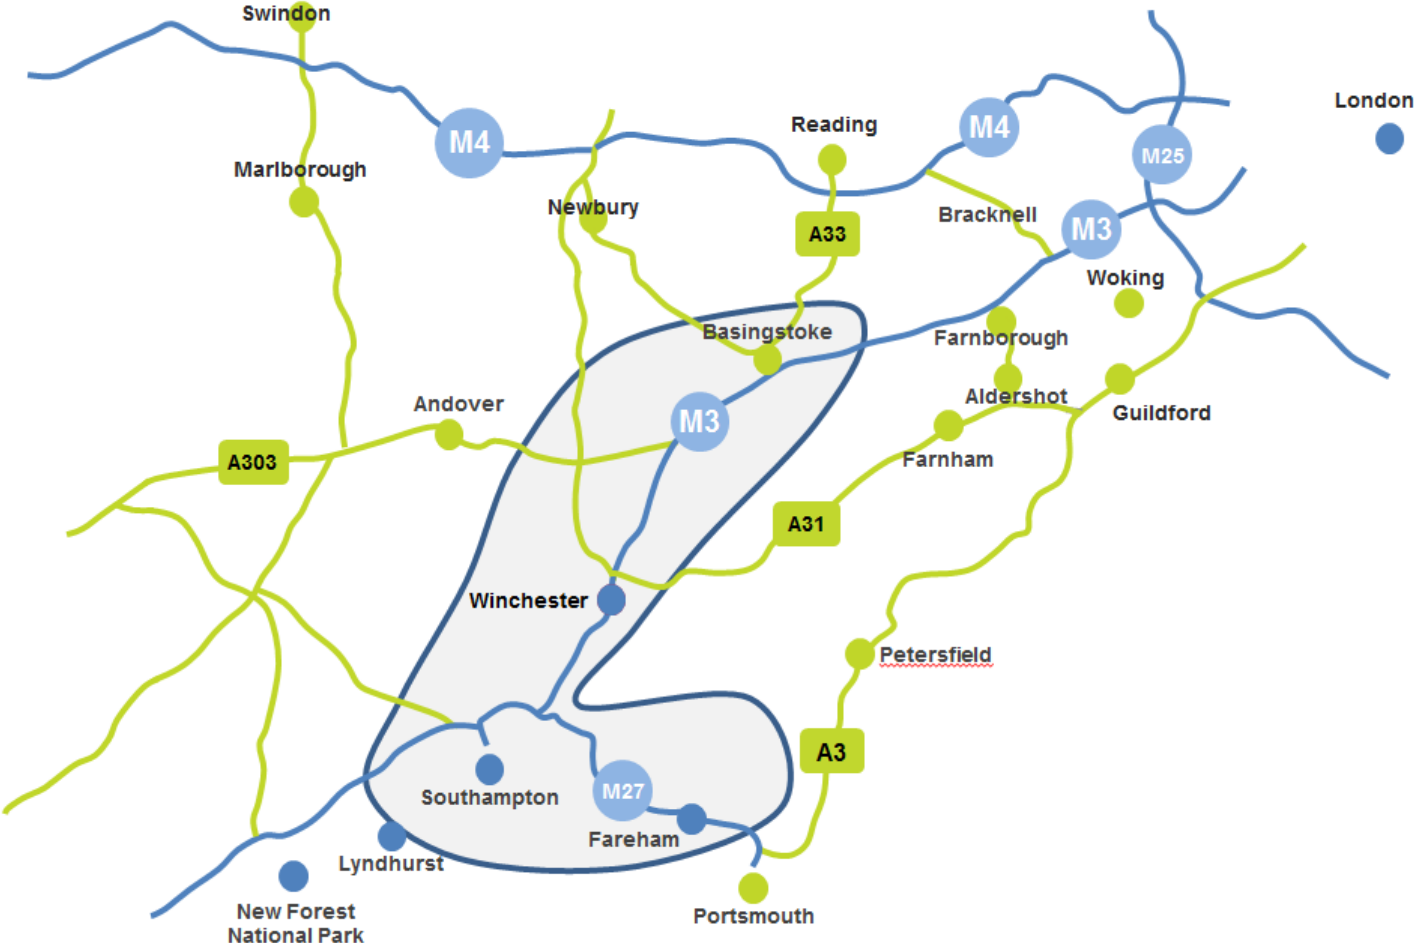 Swindon
London
M4
Reading
M4
M25
Marlborough
Newbury
A33
Bracknell
M3
Woking
Basingstoke
Farnborough
Andover
Aldershot
Guildford
M3
A303
Farnham
A31
Winchester
Petersfield
A3
Southampton
M27
Fareham
Lyndhurst
New Forest
National Park
Portsmouth